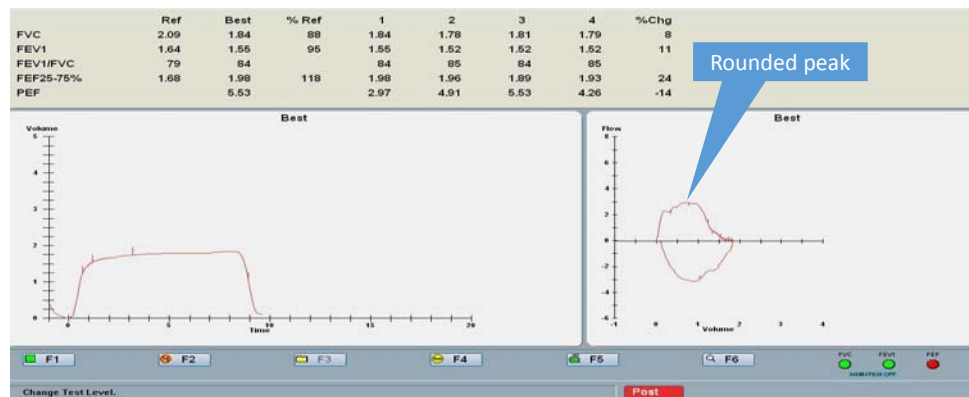 Ref Best % Ref 1 2 3 4 %Chg
FVC 2.09 1.84 88 1.84 1.78 1.81 1.79 8
FEV1 1.64 1.55 95 1.55 1.52 1.52 1.52 11
FEV1/FVC 79 84 84 85 84 85
FEF25-75% 1.68 1.98 118 1.98 1.96 1.89 1.93 24
PEF 5.53 2.97 4.91 5.53 4.26 -14
Rounded peak
Best
Volume
5
4
3
2
1
0
0 5 10 15 20
Time
Best
Flow
8
6
4
2
0
-2
-4
-6
-1 0 1 2 3 4
Volume
F1 F2 F3 F4 F5 F6
FVC FEV1 PEF
ANIMATION OFF
Change Test Level.
Post